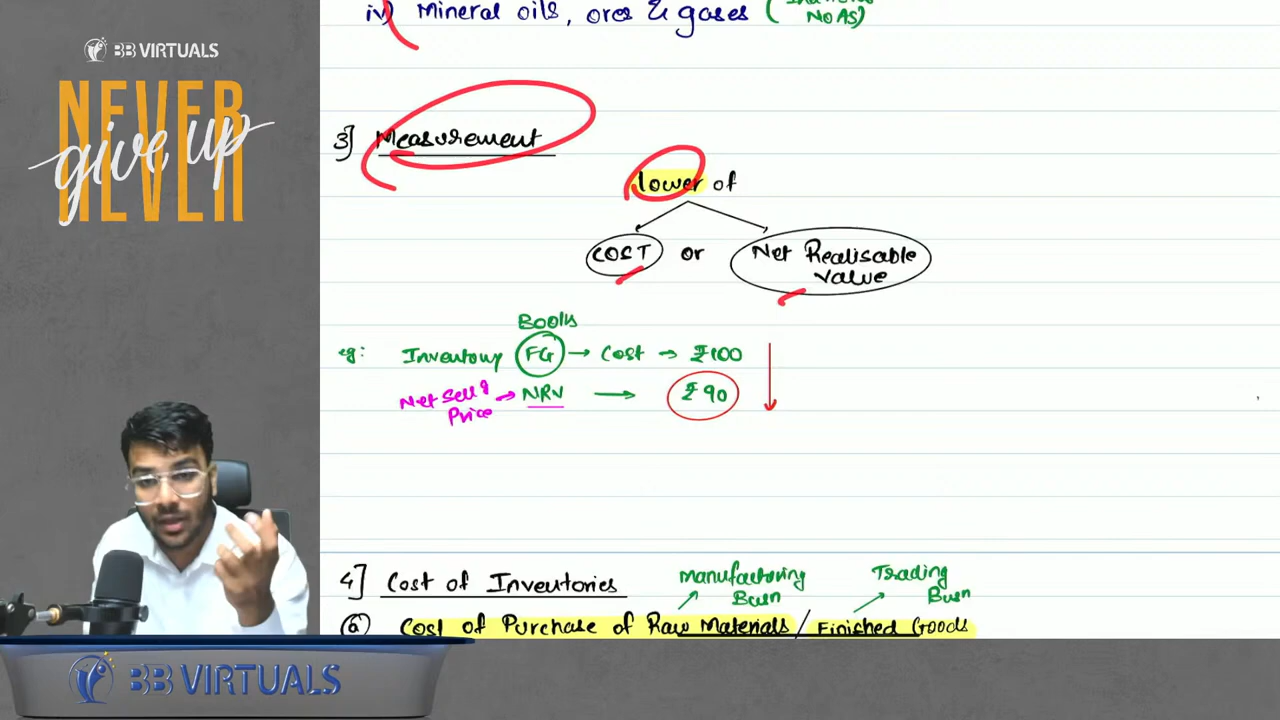 BB VIRTUALS
NEVER
give up
NEVER
iv) Mineral oils, ores & gases (
No AS)
3] Measurement
lower of
COST or Net Realisable
Value
Books
eg: Inventory FG → Cost → ₹100
Net Sell g Price → NRV → ₹90
4] Cost of Inventories
Manufacturing
Busn
Trading
Busn
(a) Cost of Purchase of Raw Materials / Finished Goods
BB VIRTUALS